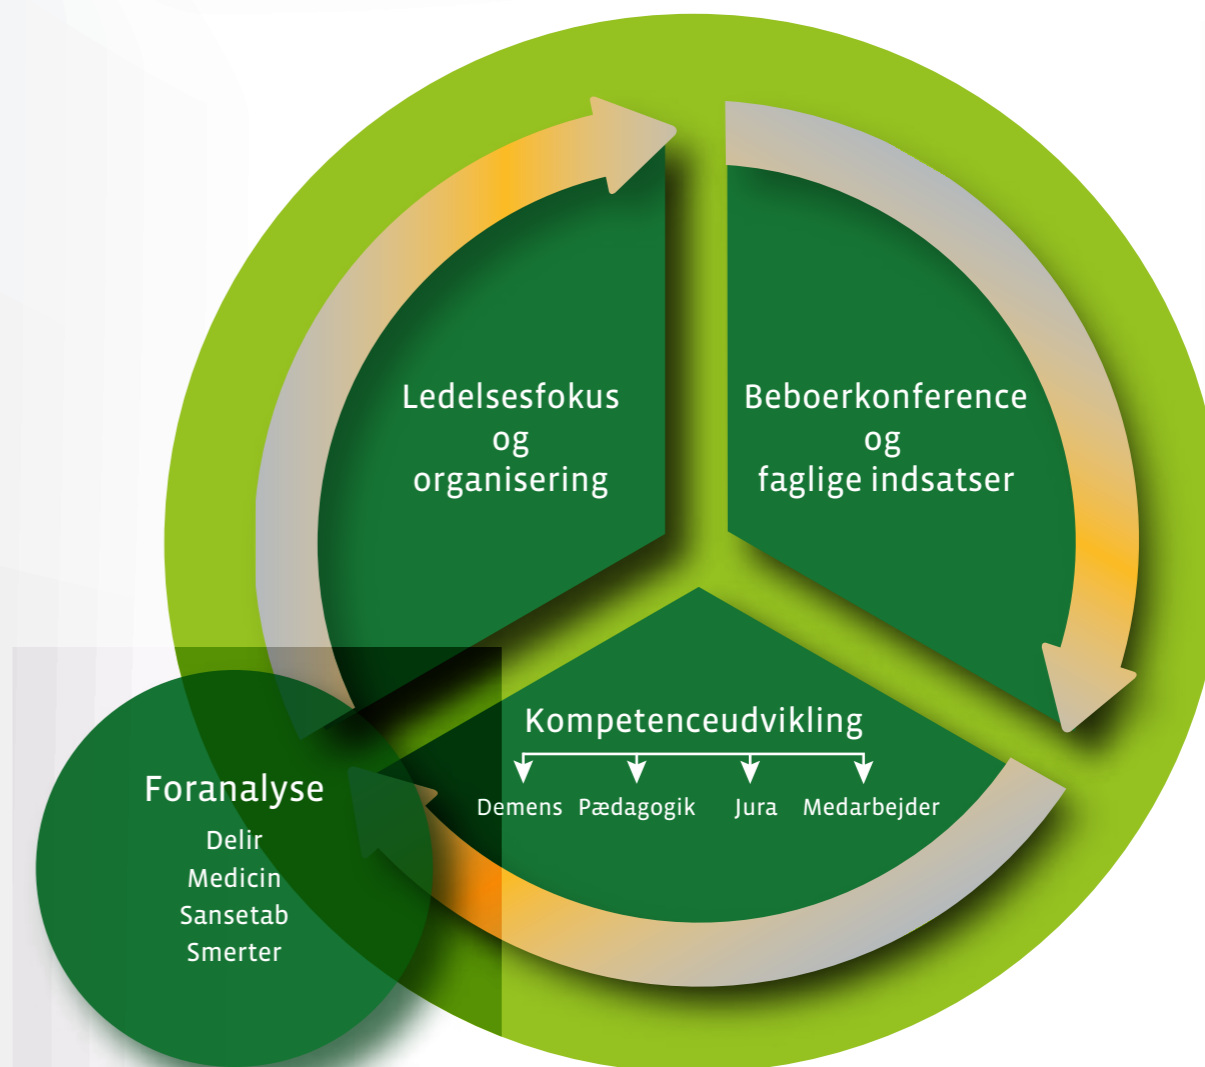 Ledelsesfokus
og
organisering
Beboerkonference
og
faglige indsatser
Kompetenceudvikling
Demens
Pædagogik
Jura
Medarbejder
Foranalyse
Delir
Medicin
Sansetab
Smerter